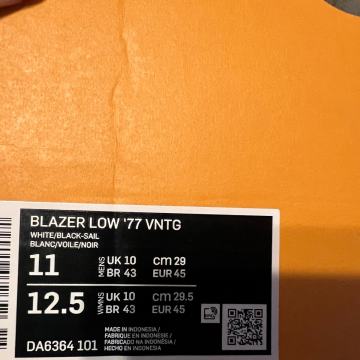 BLAZER LOW '77 VNTG
WHITE/BLACK-SAIL
BLANC/VOILE/NOIR
11 MENS UK 10 CM 29
BR 43 EUR 45
12.5 WMNS UK 10 CM 29.5
BR 43 EUR 45
MADE IN INDONESIA /
FABRIQUE EN INDONESIE /
FABRICADO NA INDONÉSIA /
HECHO EN INDONESIA
DA6364 101